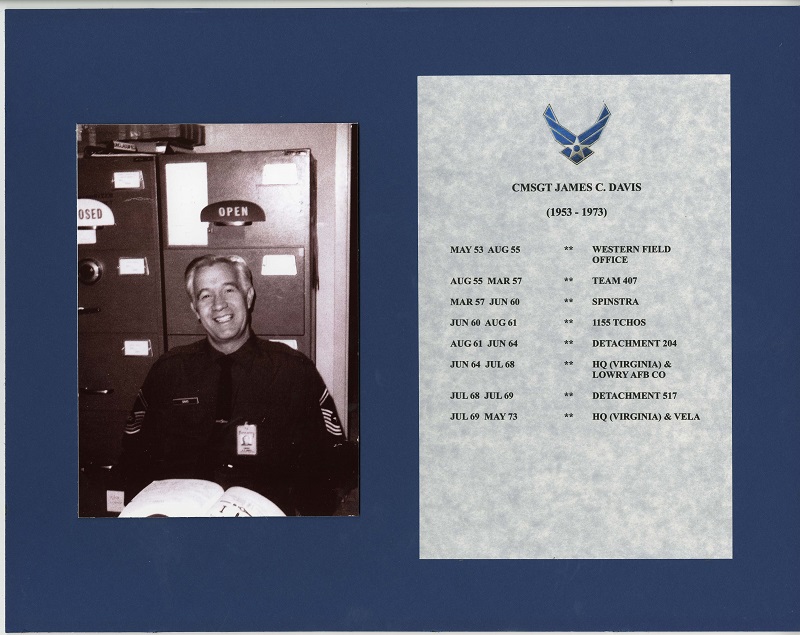 OSED
OPEN
CMSGT JAMES C. DAVIS
(1953 - 1973)
MAY 53 AUG 55 ** WESTERN FIELD
OFFICE
AUG 55 MAR 57 ** TEAM 407
MAR 57 JUN 60 ** SPINSTRA
JUN 60 AUG 61 ** 1155 TCHOS
AUG 61 JUN 64 ** DETACHMENT 204
JUN 64 JUL 68 ** HQ (VIRGINIA) &
LOWRY AFB CO
JUL 68 JUL 69 ** DETACHMENT 517
JUL 69 MAY 73 ** HQ (VIRGINIA) & VELA